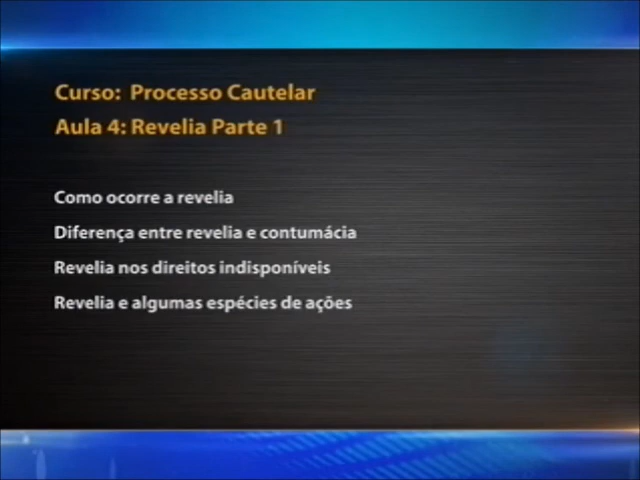 Curso: Processo Cautelar
Aula 4: Revelia Parte 1
Como ocorre a revelia
Diferença entre revelia e contumácia
Revelia nos direitos indisponíveis
Revelia e algumas espécies de ações